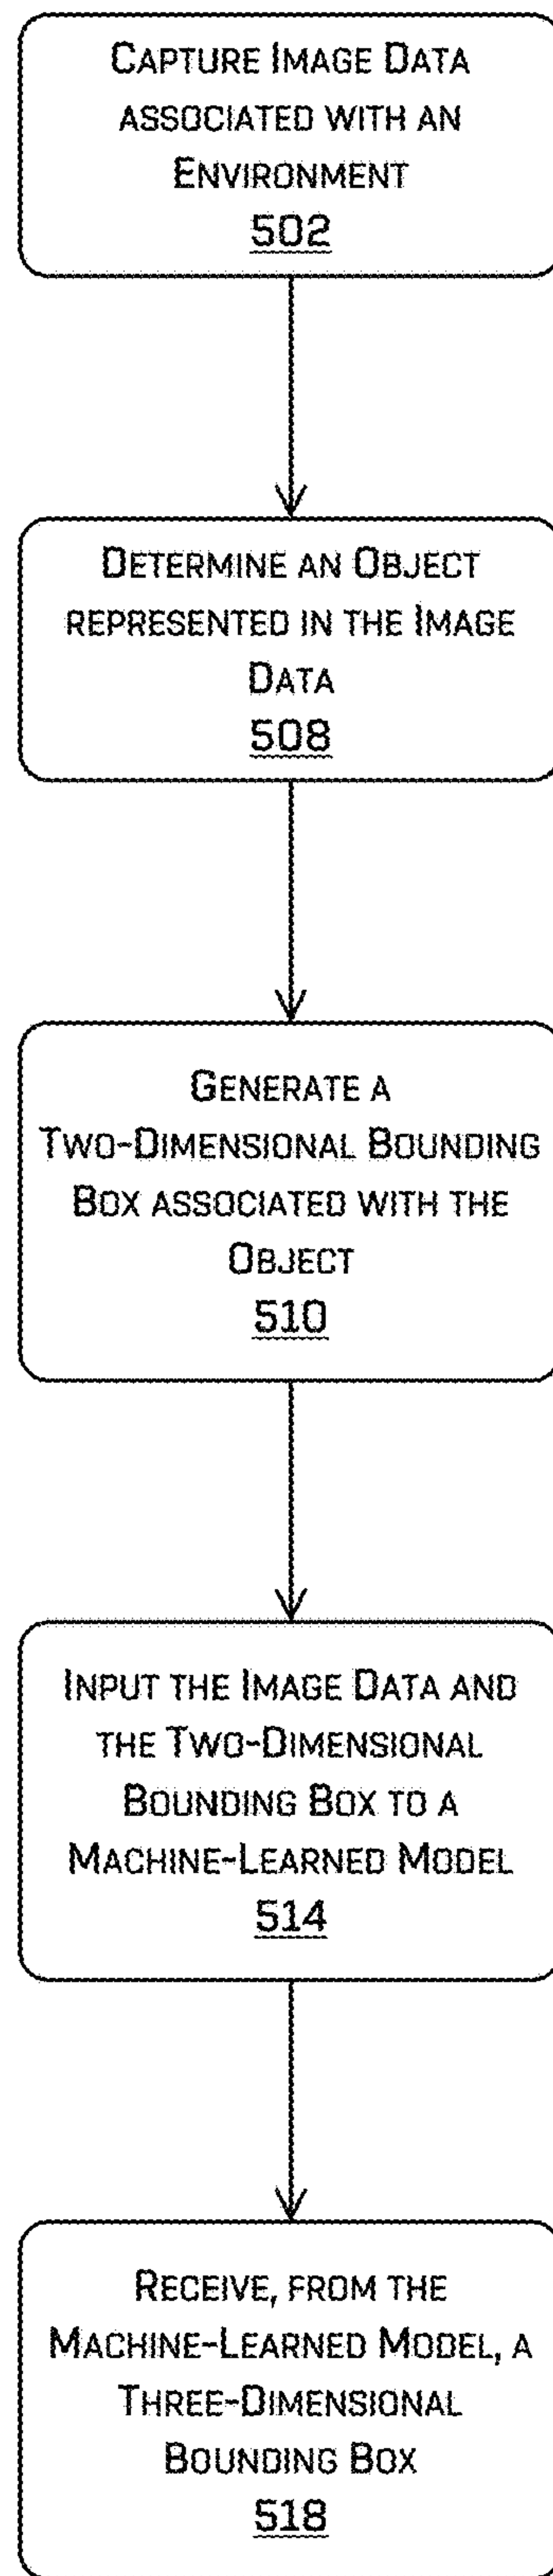 Capture Image Data
associated with an
Environment
502
Determine an Object
represented in the Image
Data
508
Generate a
Two-Dimensional Bounding
Box associated with the
Object
510
Input the Image Data and
the Two-Dimensional
Bounding Box to a
Machine-Learned Model
514
Receive, from the
Machine-Learned Model, a
Three-Dimensional
Bounding Box
518